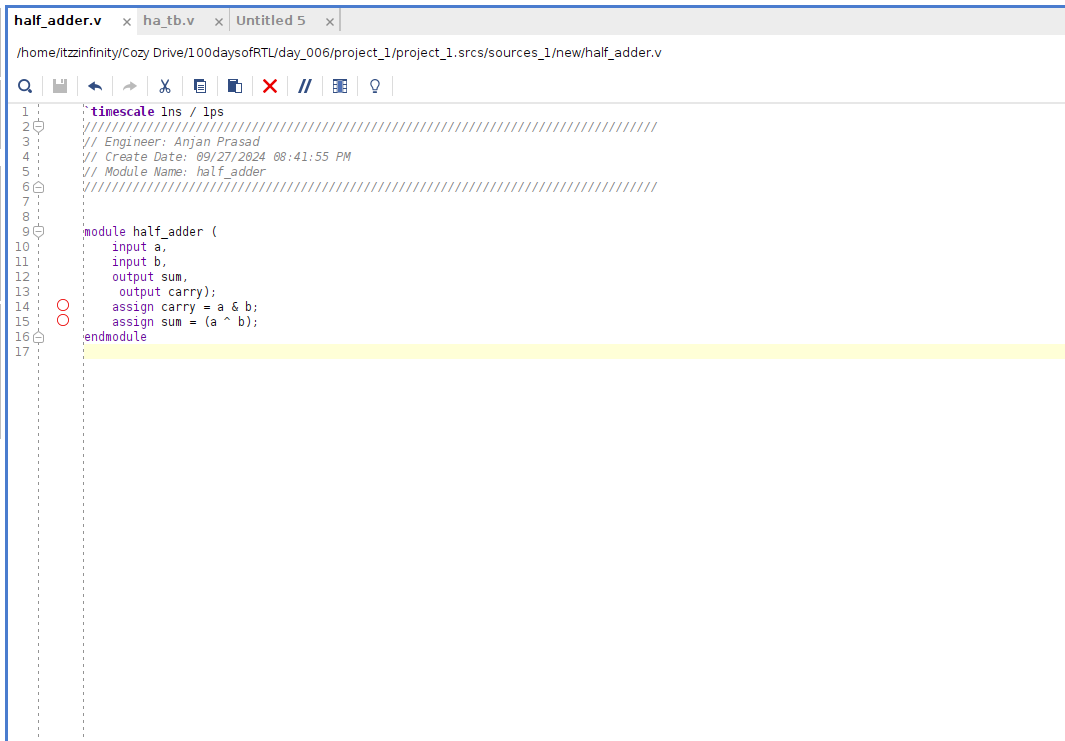 half_adder.v × ha_tb.v × Untitled 5 ×
/home/itzzinfinity/Cozy Drive/100daysofRTL/day_006/project_1/project_1.srcs/sources_1/new/half_adder.v
1 `timescale 1ns / 1ps
2 //////////////////////////////////////////////////////////////////////////////////
3 // Engineer: Anjan Prasad
4 // Create Date: 09/27/2024 08:41:55 PM
5 // Module Name: half_adder
6 //////////////////////////////////////////////////////////////////////////////////
7
8
9 module half_adder (
10     input a,
11     input b,
12     output sum,
13      output carry);
14     assign carry = a & b;
15     assign sum = (a ^ b);
16 endmodule
17